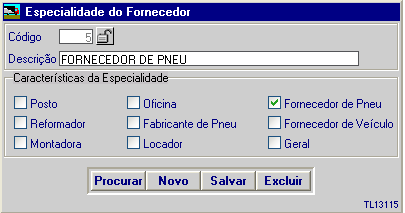 Especialidade do Fornecedor
Código 5
Descrição FORNECEDOR DE PNEU
Características da Especialidade
Posto Oficina Fornecedor de Pneu
Reformador Fabricante de Pneu Fornecedor de Veículo
Montadora Locador Geral
Procurar Novo Salvar Excluir
TL13115